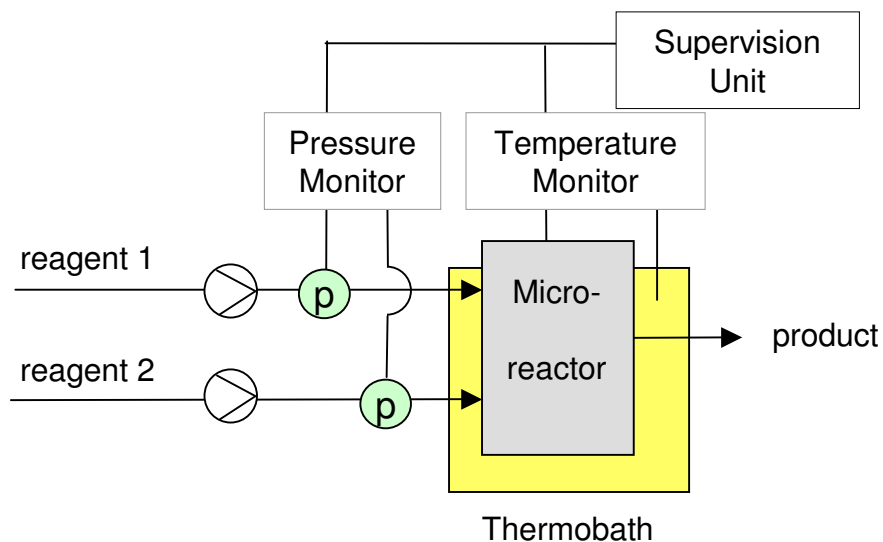 Supervision
Unit
Pressure
Monitor
Temperature
Monitor
reagent 1
p
Micro-
reactor
product
reagent 2
p
Thermobath